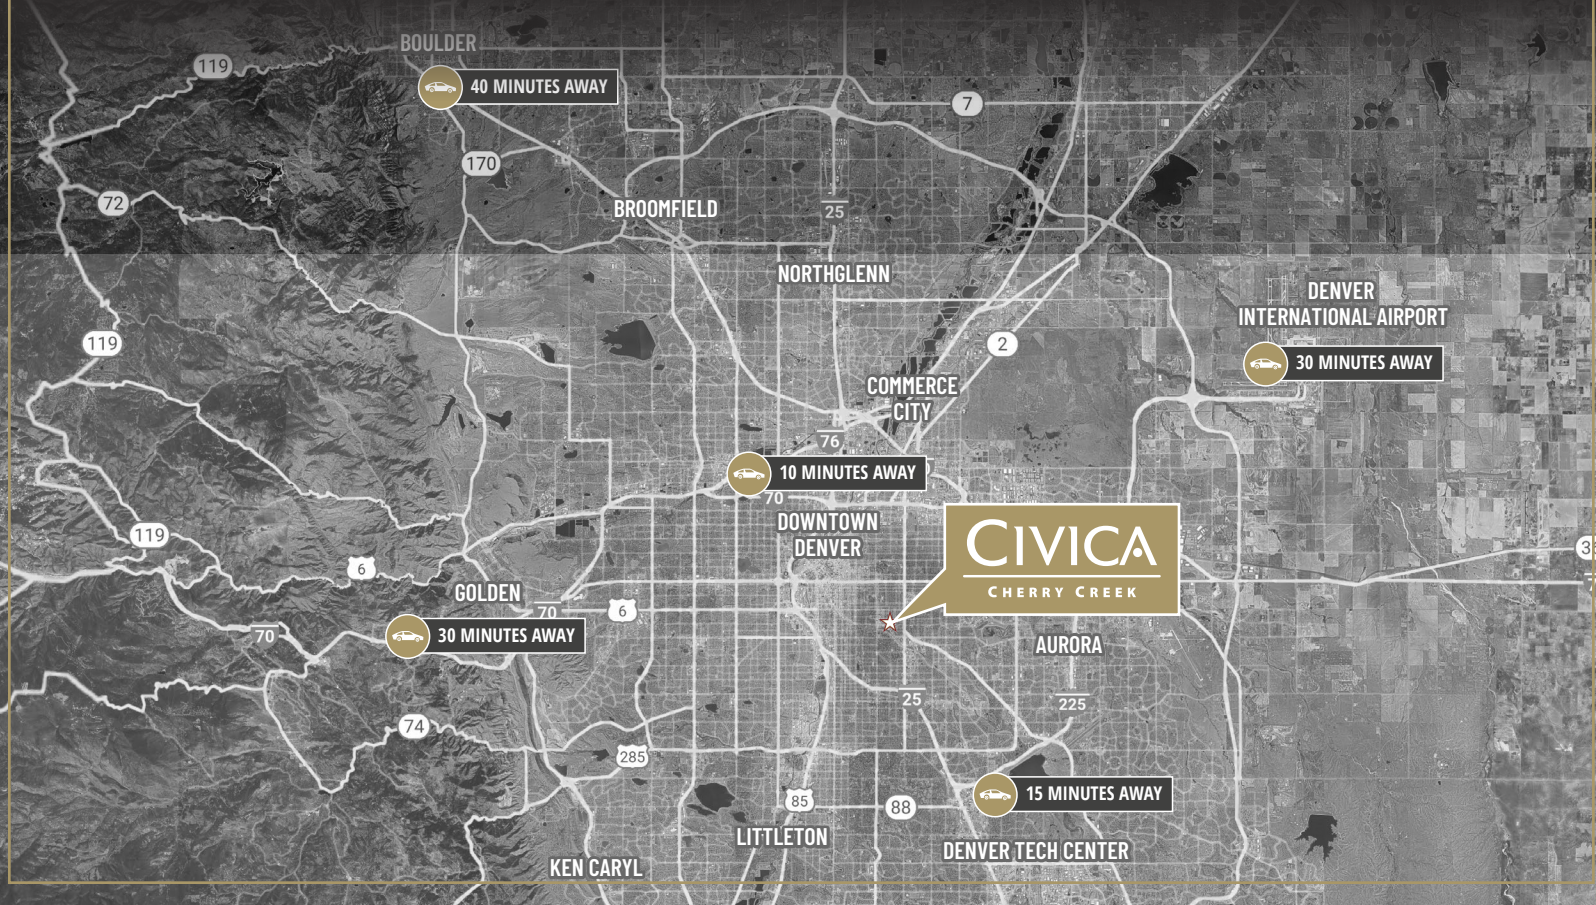 BOULDER
119
40 MINUTES AWAY
7
170
72
BROOMFIELD
25
NORTHGLENN
DENVER
INTERNATIONAL AIRPORT
119
2
30 MINUTES AWAY
COMMERCE
CITY
76
10 MINUTES AWAY
70
DOWNTOWN
DENVER
CIVICA
CHERRY CREEK
119
6
GOLDEN
70
6
70
30 MINUTES AWAY
AURORA
25
225
74
285
15 MINUTES AWAY
85
88
LITTLETON
DENVER TECH CENTER
KEN CARYL